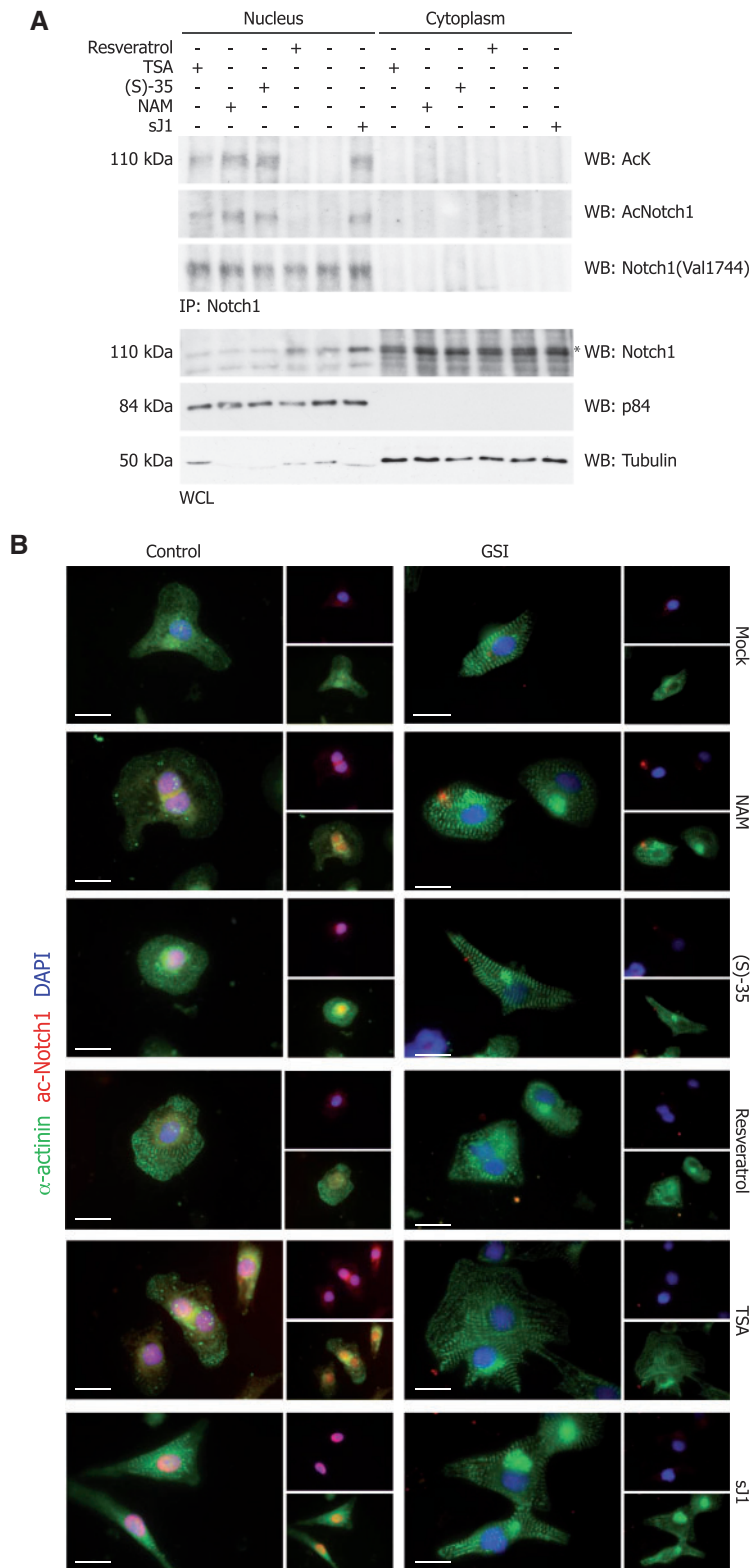 A
Nucleus Cytoplasm
Resveratrol - - - + - - - - - + - -
TSA + - - - - - + - - - - -
(S)-35 - - + - - - - - + - - -
NAM - + - - - - - + - - - -
sJ1 - - - - - + - - - - - +
110 kDa WB: AcK
WB: AcNotch1
WB: Notch1(Val1744)
IP: Notch1
110 kDa * WB: Notch1
84 kDa WB: p84
50 kDa WB: Tubulin
WCL
B
Control GSI
Mock
NAM
(S)-35
Resveratrol
TSA
sJ1
α-actinin ac-Notch1 DAPI